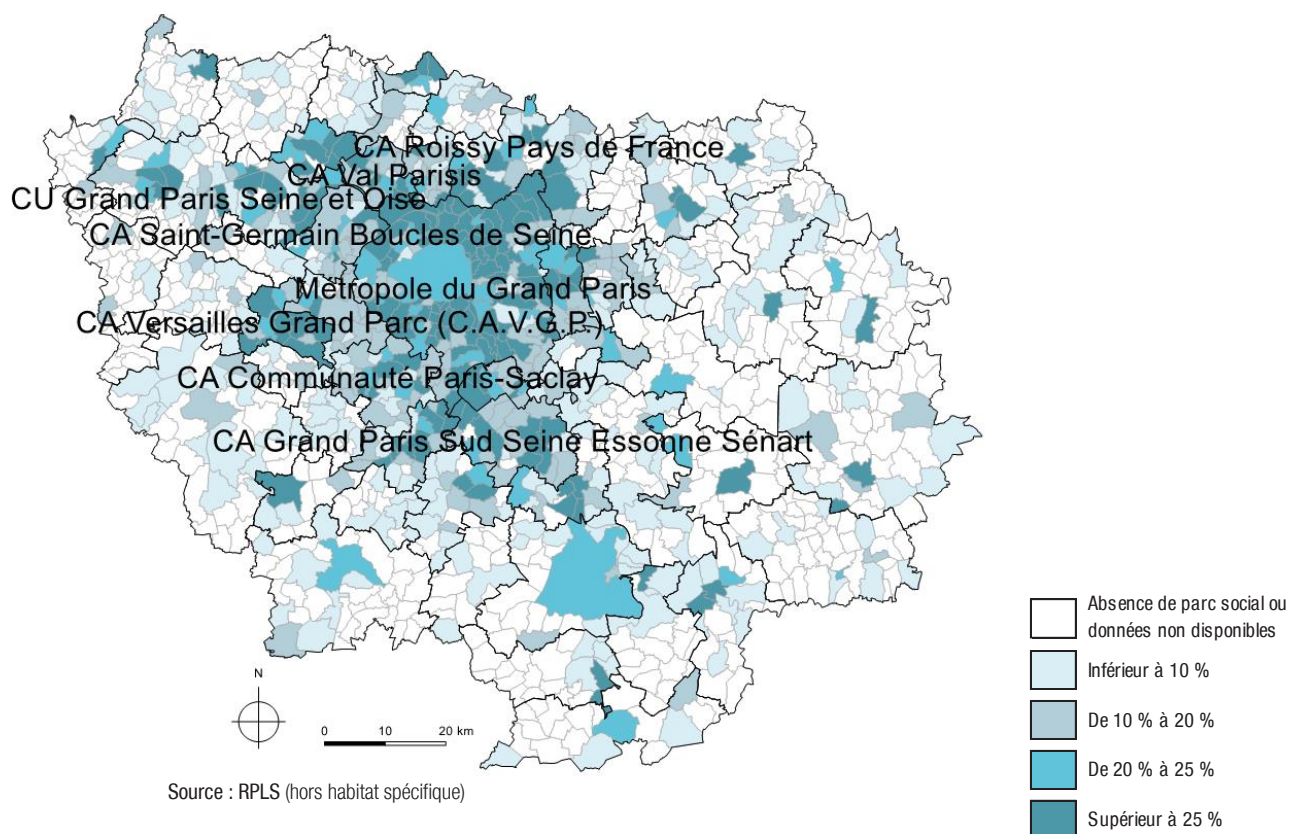 CA Roissy Pays de France
CA Val Parisis
CU Grand Paris Seine et Oise
CA Saint-Germain Boucles de Seine
Métropole du Grand Paris
CA Versailles Grand Parc (C.A.V.G.P.)
CA Communauté Paris-Saclay
CA Grand Paris Sud Seine Essonne Sénart
N
0 10 20 km
Source : RPLS (hors habitat spécifique)
Absence de parc social ou
données non disponibles
Inférieur à 10 %
De 10 % à 20 %
De 20 % à 25 %
Supérieur à 25 %